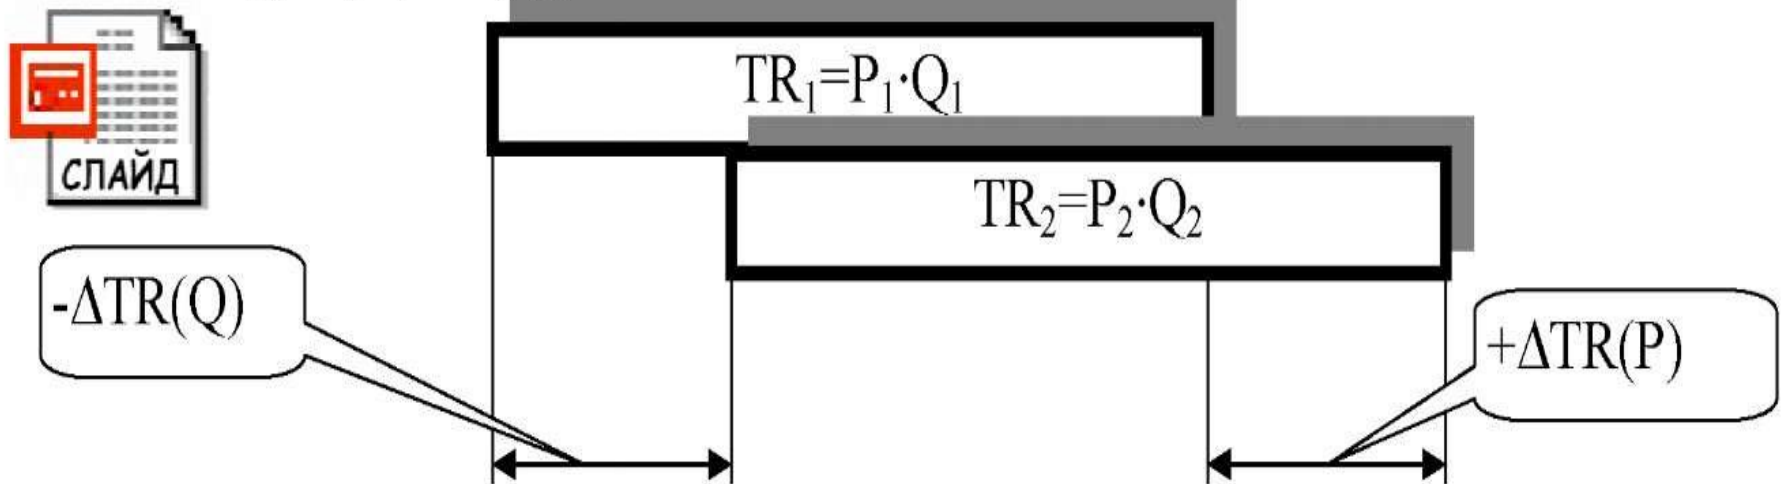 TR₁=P₁·Q₁
СЛАЙД
TR₂=P₂·Q₂
-ΔTR(Q)
+ΔTR(P)